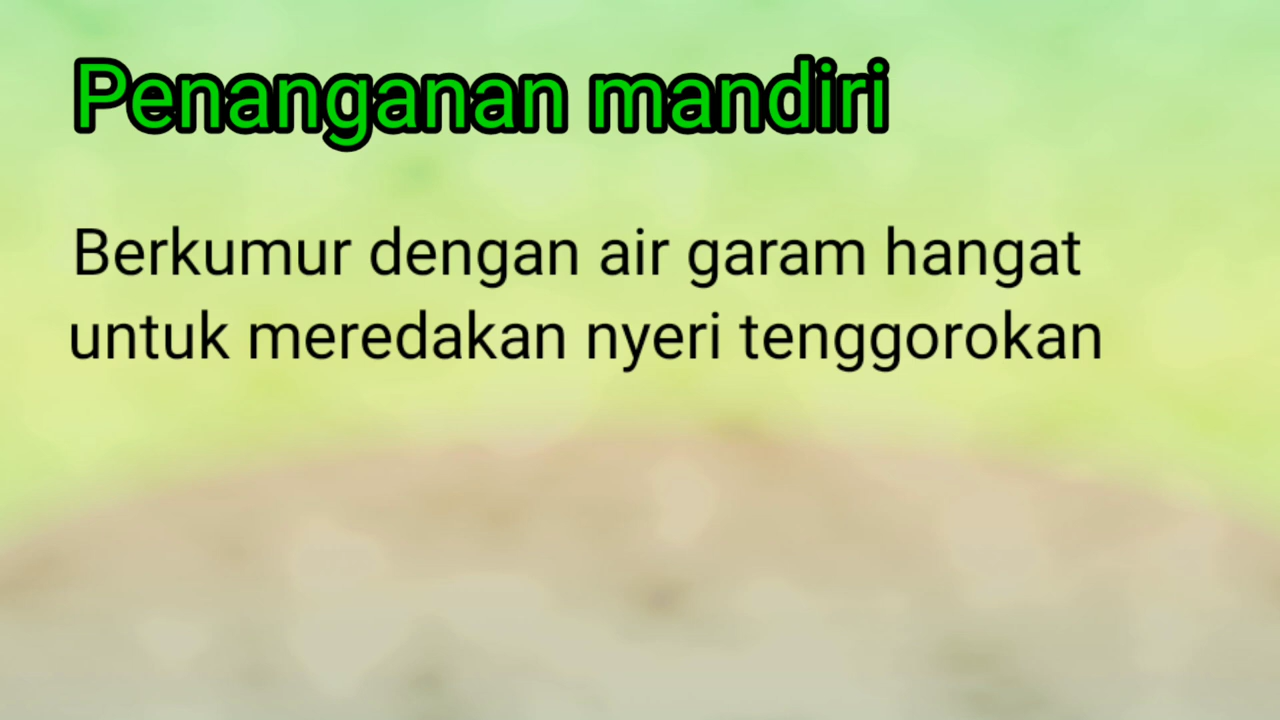 Penanganan mandiri
Berkumur dengan air garam hangat
untuk meredakan nyeri tenggorokan